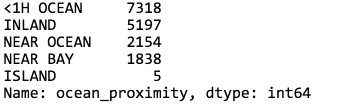 <1H OCEAN     7318
INLAND        5197
NEAR OCEAN    2154
NEAR BAY      1838
ISLAND           5
Name: ocean_proximity, dtype: int64